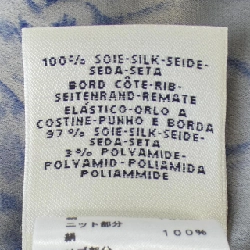 100% SOIE-SILK-SEIDE-
SEDA-SETA
BORD CÔTE-RIB-
SEITENRAND-REMATE
ELÁSTICO-ORLO A
COSTINE-PUNHO E BORDA
97% SOIE-SILK-SEIDE-
SEDA-SETA
3% POLYAMIDE-
POLYAMID-POLIAMIDA
POLIAMMIDE
ニット部分
絹 100%